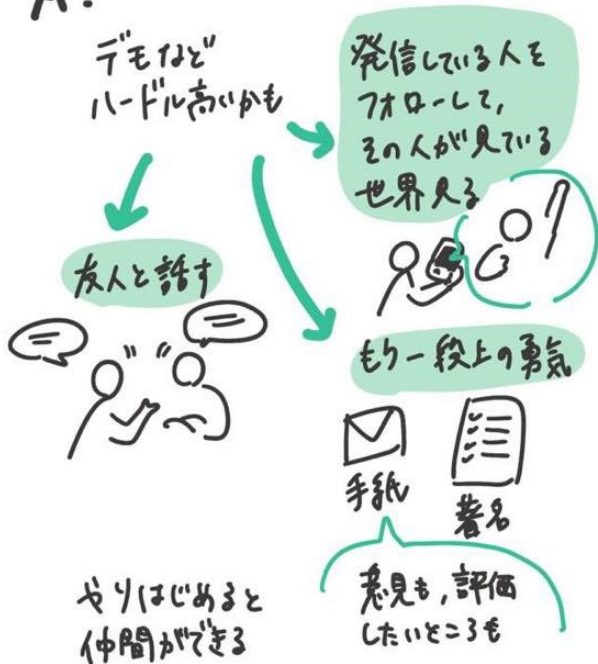 A.
デモなど
ハードル高いかも
発信している人を
フォローして,
その人が見ている
世界見る
友人と話す
もう一段上の勇気
手紙
署名
意見も,評価
したいところも
やりはじめると
仲間ができる